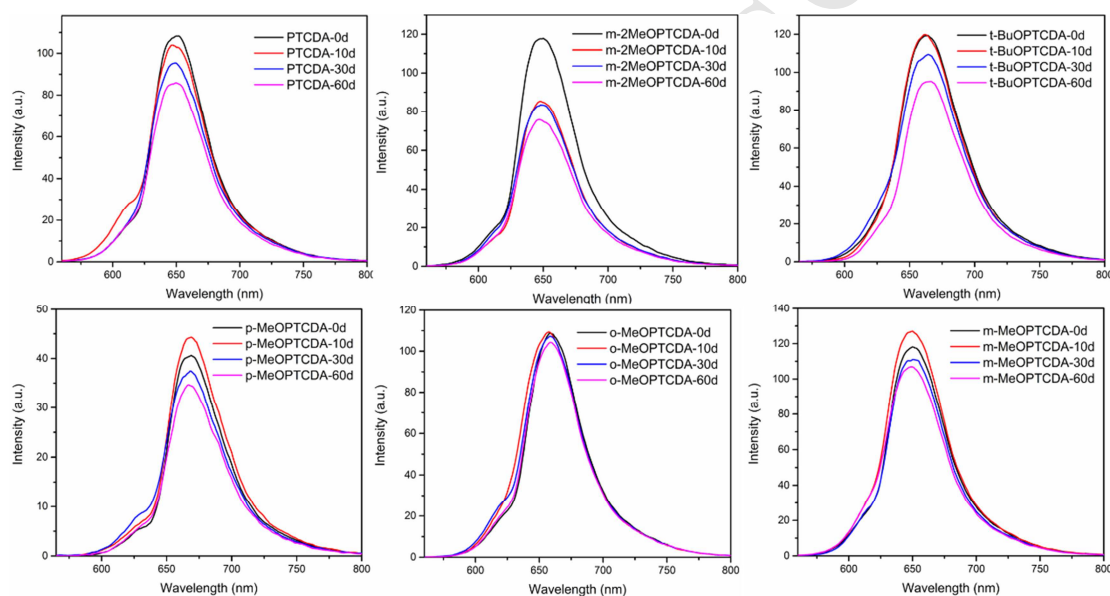 PTCDA-0d
PTCDA-10d
PTCDA-30d
PTCDA-60d
100
80
60
40
20
0
600
650
700
750
800
Intensity (a.u.)
Wavelength (nm)
m-2MeOPTCDA-0d
m-2MeOPTCDA-10d
m-2MeOPTCDA-30d
m-2MeOPTCDA-60d
120
100
80
60
40
20
0
600
650
700
750
800
Intensity (a.u.)
Wavelength (nm)
t-BuOPTCDA-0d
t-BuOPTCDA-10d
t-BuOPTCDA-30d
t-BuOPTCDA-60d
120
100
80
60
40
20
0
600
650
700
750
800
Intensity (a.u.)
Wavelength (nm)
p-MeOPTCDA-0d
p-MeOPTCDA-10d
p-MeOPTCDA-30d
p-MeOPTCDA-60d
50
40
30
20
10
0
600
650
700
750
800
Intensity (a.u.)
Wavelength (nm)
o-MeOPTCDA-0d
o-MeOPTCDA-10d
o-MeOPTCDA-30d
o-MeOPTCDA-60d
120
100
80
60
40
20
0
600
650
700
750
800
Intensity (a.u.)
Wavelength (nm)
m-MeOPTCDA-0d
m-MeOPTCDA-10d
m-MeOPTCDA-30d
m-MeOPTCDA-60d
140
120
100
80
60
40
20
0
600
650
700
750
800
Intensity (a.u.)
Wavelength (nm)